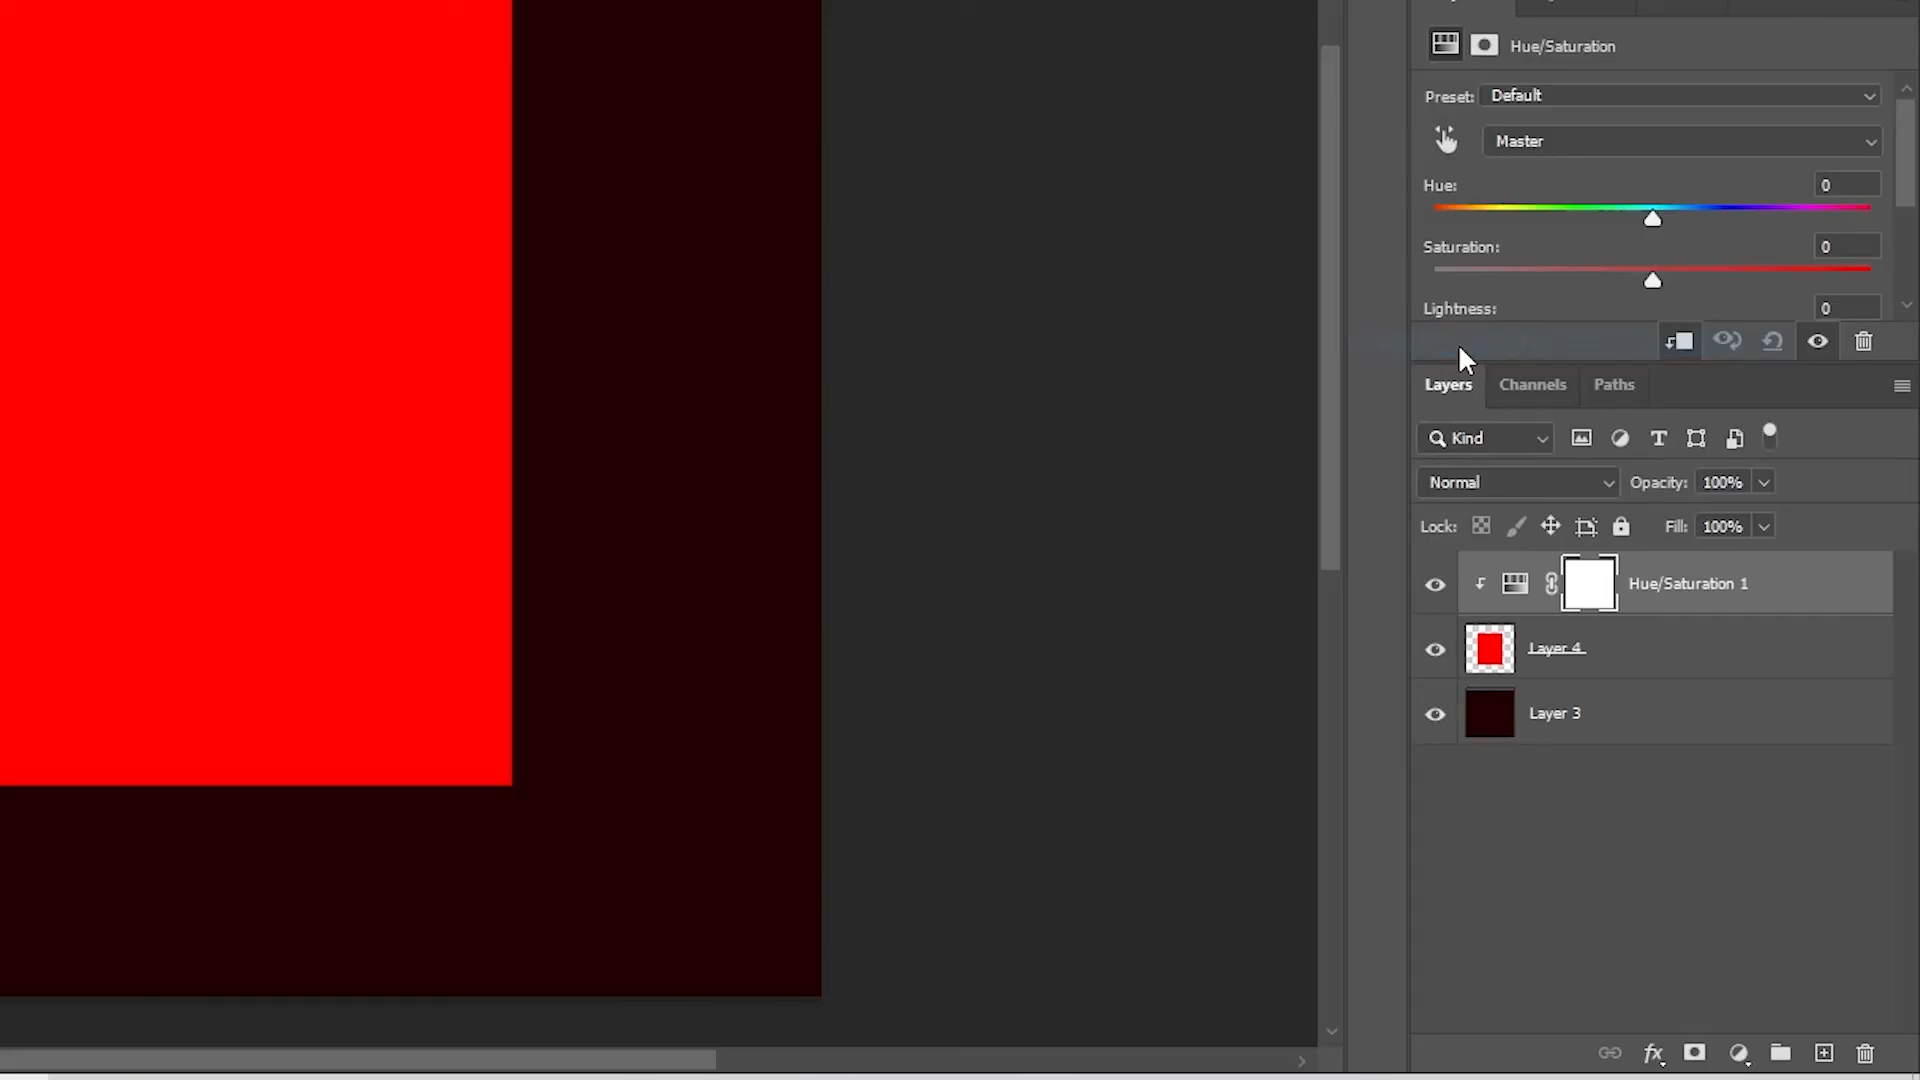 Hue/Saturation
Preset: Default
Master
Hue: 0
Saturation: 0
Lightness: 0
Layers Channels Paths
Kind
Normal Opacity: 100%
Lock: Fill: 100%
Hue/Saturation 1
Layer 4
Layer 3